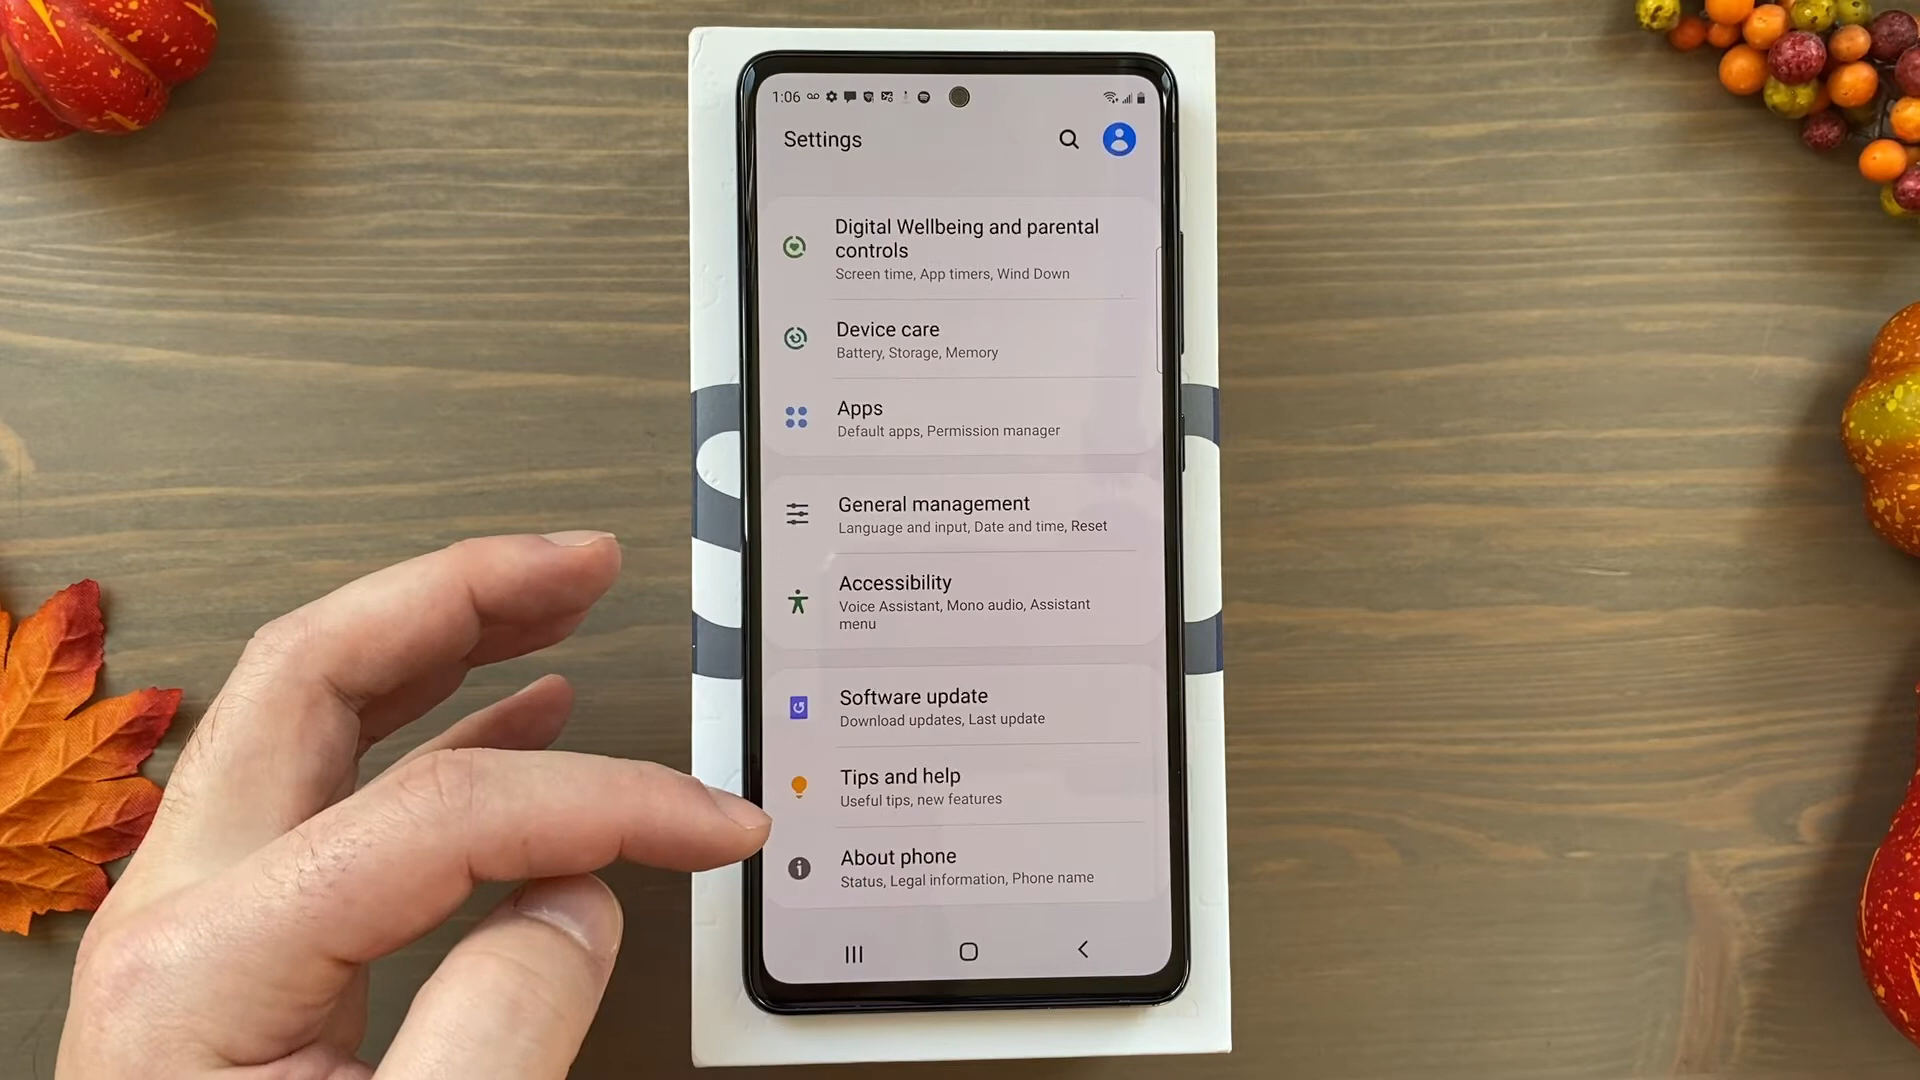 1:06
Settings
Digital Wellbeing and parental
controls
Screen time, App timers, Wind Down
Device care
Battery, Storage, Memory
Apps
Default apps, Permission manager
General management
Language and input, Date and time, Reset
Accessibility
Voice Assistant, Mono audio, Assistant
menu
Software update
Download updates, Last update
Tips and help
Useful tips, new features
About phone
Status, Legal information, Phone name